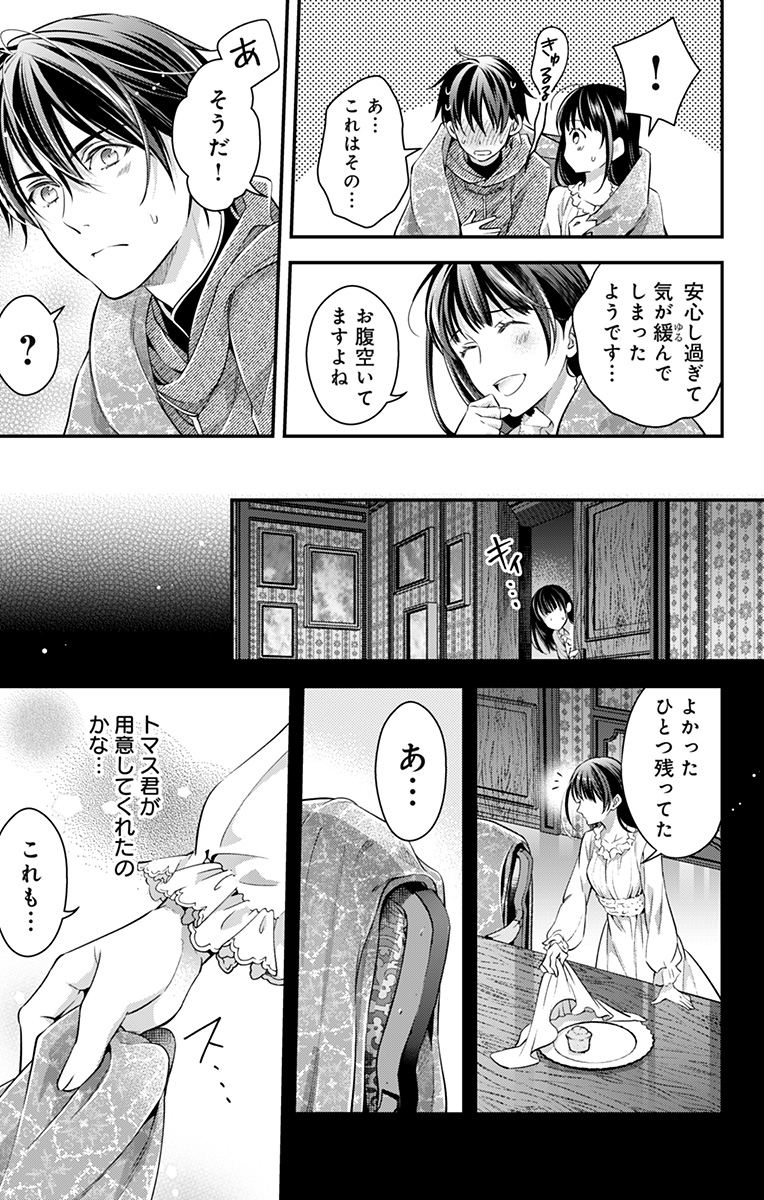 ！
きゅるる
あ…
これはその…
安心し過ぎて
気が緩んで
しまった
ようです…
ゆる
お腹空いて
ますよね
あ
そうだ！
？
キイ…
よかった
ひとつ残ってた
あ…
トマス君が
用意してくれたの
かな…
これも…
ス…